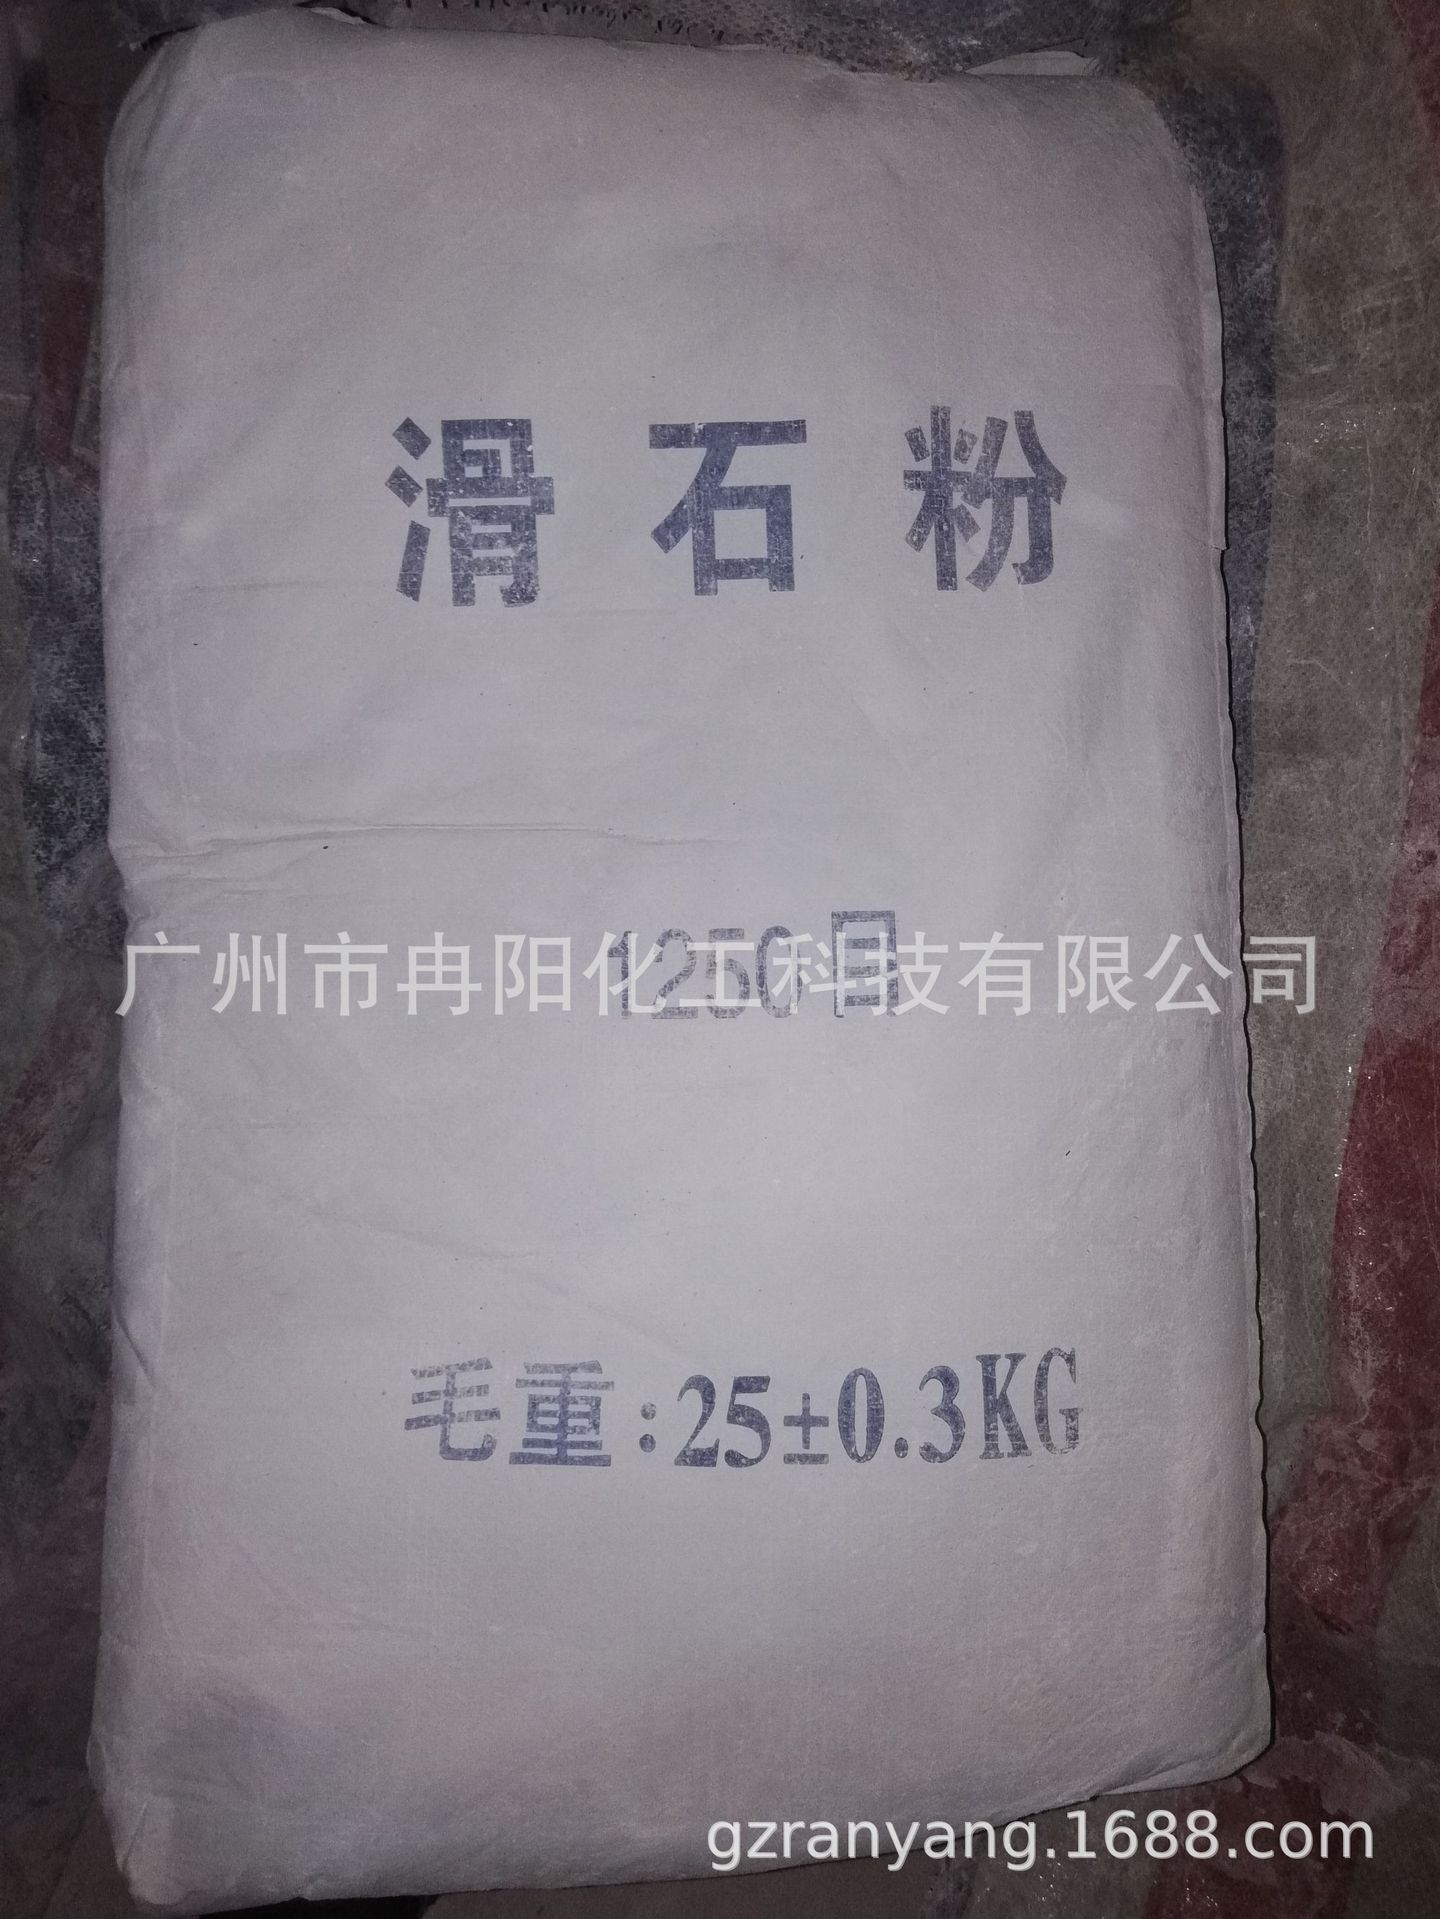 滑石粉
1250目
广州市冉阳化工科技有限公司
毛重:25±0.3KG
gzranyang.1688.com